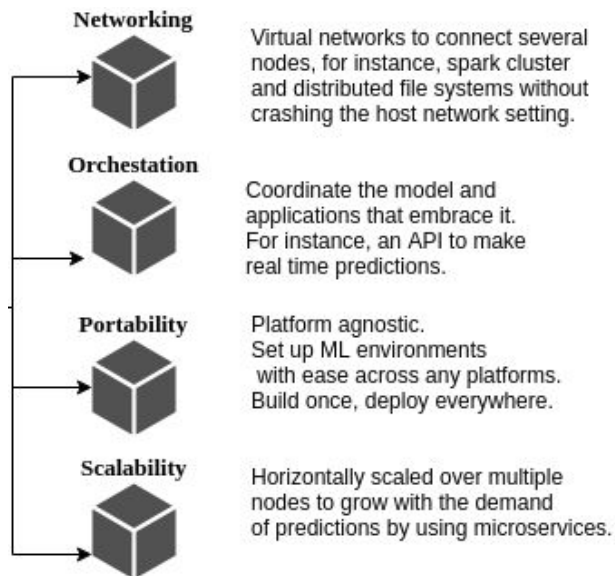 Networking
Virtual networks to connect several
nodes, for instance, spark cluster
and distributed file systems without
crashing the host network setting.
Orchestation
Coordinate the model and
applications that embrace it.
For instance, an API to make
real time predictions.
Portability
Platform agnostic.
Set up ML environments
with ease across any platforms.
Build once, deploy everywhere.
Scalability
Horizontally scaled over multiple
nodes to grow with the demand
of predictions by using microservices.